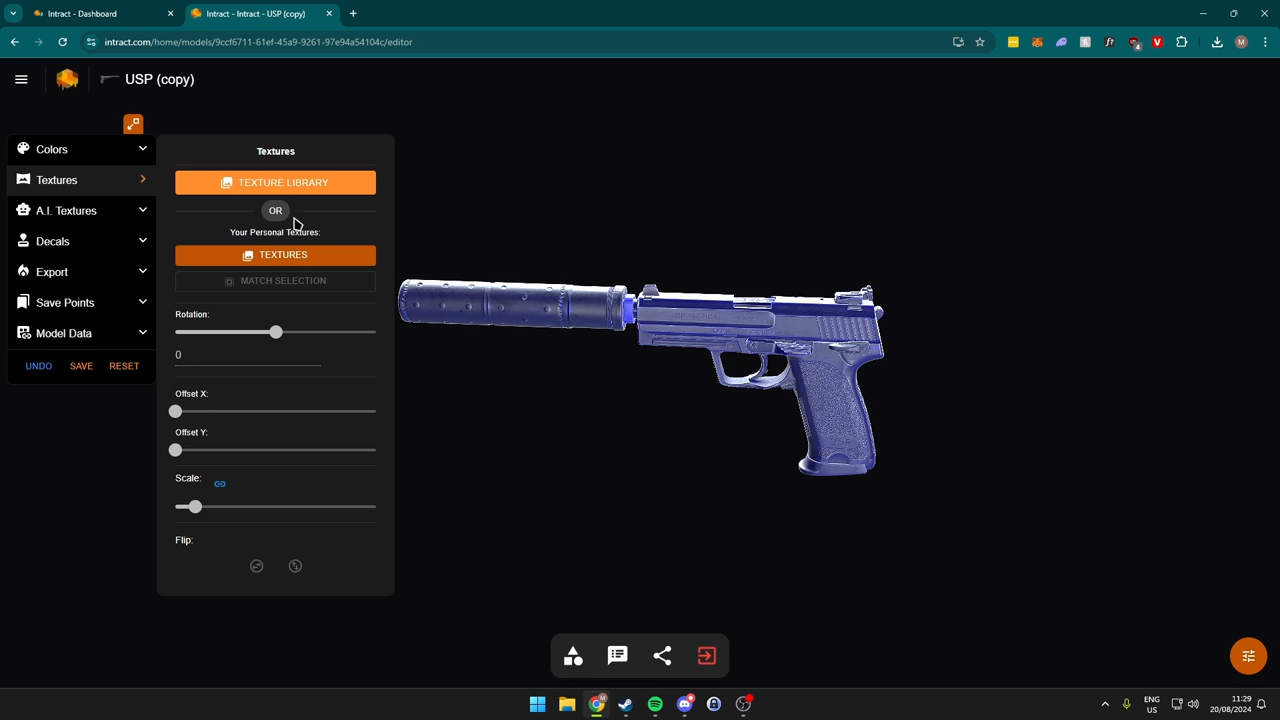 Intract - Dashboard
Intract - Intract - USP (copy)
intract.com/home/models/9ccf6711-61ef-45a9-9261-97e94a54104c/editor
USP (copy)
Colors
Textures
A.I. Textures
Decals
Export
Save Points
Model Data
UNDO SAVE RESET
Textures
TEXTURE LIBRARY
OR
Your Personal Textures:
TEXTURES
MATCH SELECTION
Rotation:
0
Offset X:
Offset Y:
Scale:
Flip:
ENG
US
11:29
20/08/2024